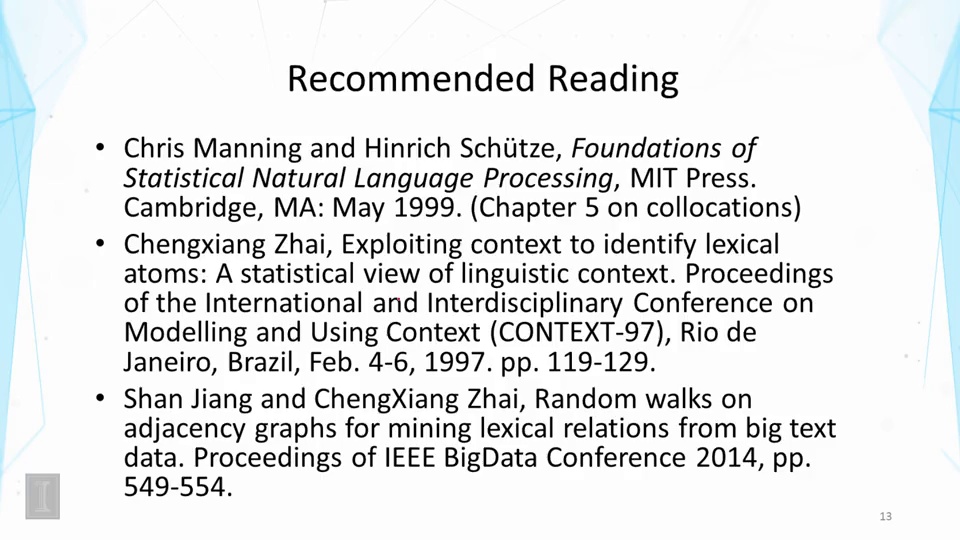 Recommended Reading
• Chris Manning and Hinrich Schütze, Foundations of
Statistical Natural Language Processing, MIT Press.
Cambridge, MA: May 1999. (Chapter 5 on collocations)
• Chengxiang Zhai, Exploiting context to identify lexical
atoms: A statistical view of linguistic context. Proceedings
of the International and Interdisciplinary Conference on
Modelling and Using Context (CONTEXT-97), Rio de
Janeiro, Brazil, Feb. 4-6, 1997. pp. 119-129.
• Shan Jiang and ChengXiang Zhai, Random walks on
adjacency graphs for mining lexical relations from big text
data. Proceedings of IEEE BigData Conference 2014, pp.
549-554.
I
13